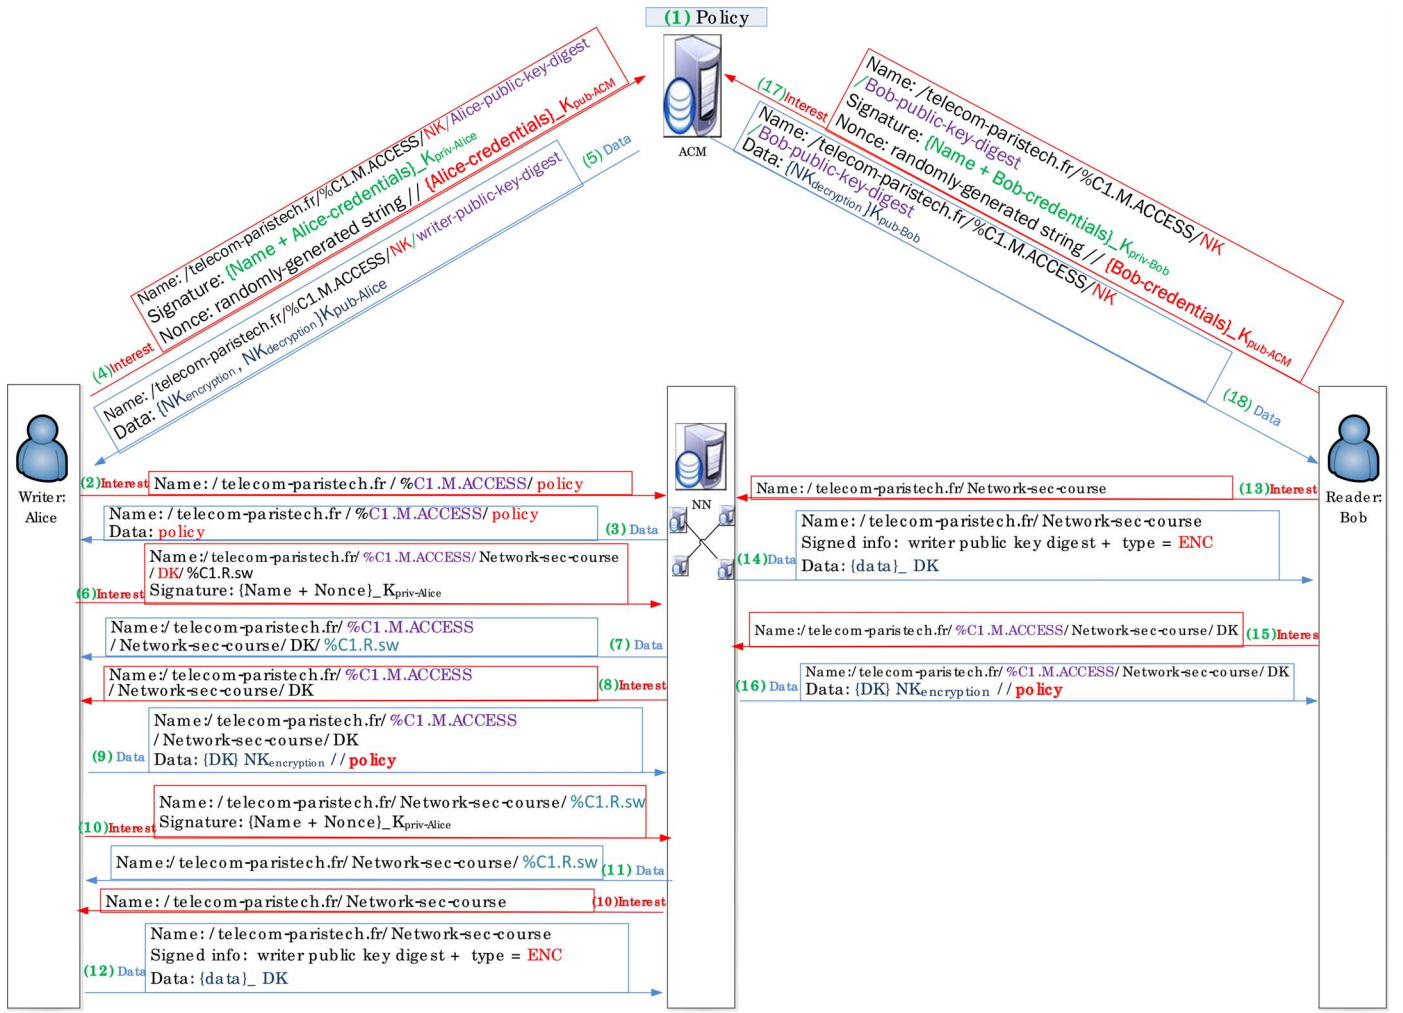 (1) Policy
ACM
Name: /telecom-paristech.fr/%C1.M.ACCESS/NK/Alice-public-key-digest
Signature: {Name + Alice-credentials}_Kpriv-Alice
Nonce: randomly-generated string // {Alice-credentials}_Kpub-ACM
(4)Interest
Name: /telecom-paristech.fr/%C1.M.ACCESS/NK/writer-public-key-digest
Data: {NKencryption , NKdecryption }Kpub-Alice
(5) Data
(17)Interest
Name: /telecom-paristech.fr/%C1.M.ACCESS/NK
/Bob-public-key-digest
Signature: {Name + Bob-credentials}_Kpriv-Bob
Nonce: randomly-generated string // {Bob-credentials}_Kpub-ACM
Name: /telecom-paristech.fr/%C1.M.ACCESS/NK
/Bob-public-key-digest
Data: {NKdecryption }Kpub-Bob
(18) Data
Writer:
Alice
NN
Reader:
Bob
(2)Interest
Name: / telecom-paristech.fr / %C1.M.ACCESS/ policy
Name: / telecom-paristech.fr / %C1.M.ACCESS/ policy
Data: policy
(3) Data
Name:/ telecom-paristech.fr/ %C1.M.ACCESS/ Network-sec-course
/ DK/ %C1.R.sw
Signature: {Name + Nonce}_Kpriv-Alice
(6)Interest
Name:/ telecom-paristech.fr/ %C1.M.ACCESS
/ Network-sec-course/ DK/ %C1.R.sw
(7) Data
Name:/ telecom-paristech.fr/ %C1.M.ACCESS
/ Network-sec-course/ DK
(8)Interest
Name:/ telecom-paristech.fr/ %C1.M.ACCESS
/ Network-sec-course/ DK
Data: {DK} NKencryption // policy
(9) Data
Name: / telecom-paristech.fr/ Network-sec-course/ %C1.R.sw
Signature: {Name + Nonce}_Kpriv-Alice
(10)Interest
Name:/ telecom-paristech.fr/ Network-sec-course/ %C1.R.sw
(11) Data
Name: / telecom-paristech.fr/ Network-sec-course
(10)Interest
Name: / telecom-paristech.fr/ Network-sec-course
Signed info: writer public key digest + type = ENC
Data: {data}_ DK
(12) Data
Name: / telecom-paristech.fr/ Network-sec-course
(13)Interest
Name: / telecom-paristech.fr/ Network-sec-course
Signed info: writer public key digest + type = ENC
Data: {data}_ DK
(14)Data
Name:/ telecom-paristech.fr/ %C1.M.ACCESS/ Network-sec-course/ DK
(15)Interes
Name:/ telecom-paristech.fr/ %C1.M.ACCESS/ Network-sec-course/ DK
Data: {DK} NKencryption // policy
(16) Data